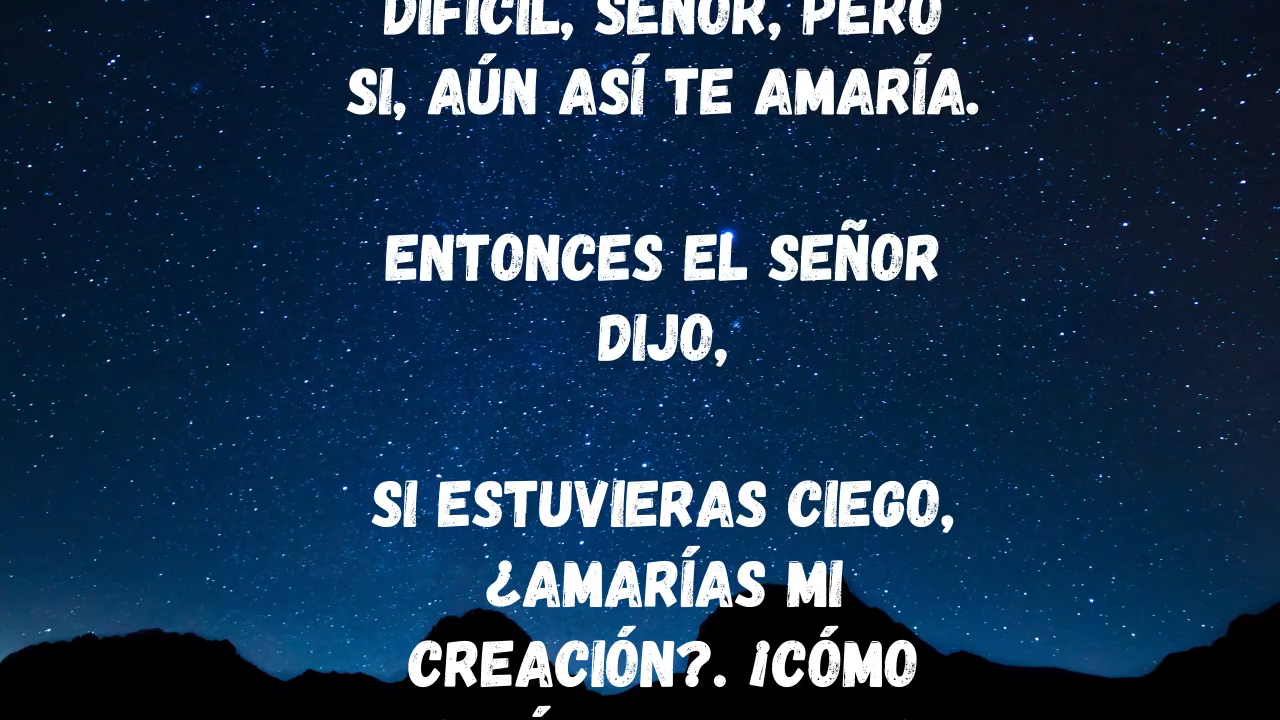 DIFÍCIL, SEÑOR, PERO
SI, AÚN ASÍ TE AMARÍA.
ENTONCES EL SEÑOR
DIJO,
SI ESTUVIERAS CIEGO,
¿AMARÍAS MI
CREACIÓN?. ¡CÓMO